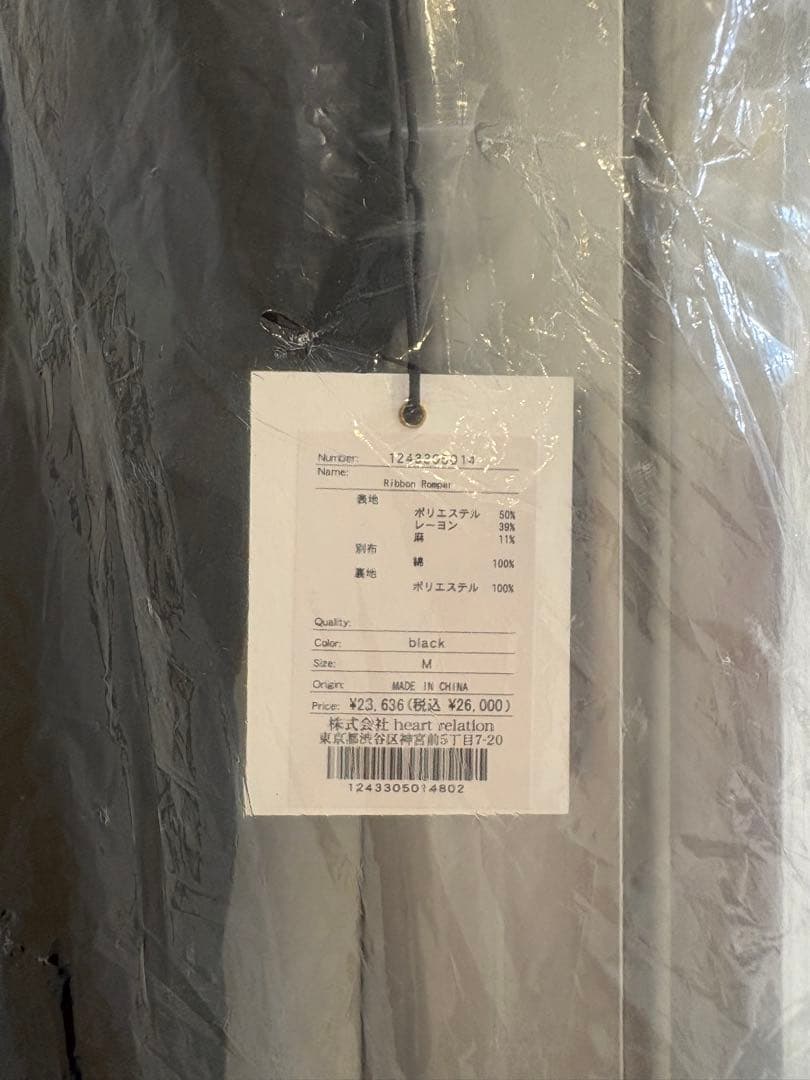 Number: 1243305014
Name:
Ribbon Romper
表地
ポリエステル 50%
レーヨン 39%
麻 11%
別布
綿 100%
裏地
ポリエステル 100%
Quality:
Color: black
Size: M
Origin: MADE IN CHINA
Price: ¥23,636(税込 ¥26,000)
株式会社 heart relation
東京都渋谷区神宮前5丁目7-20
1243305014802